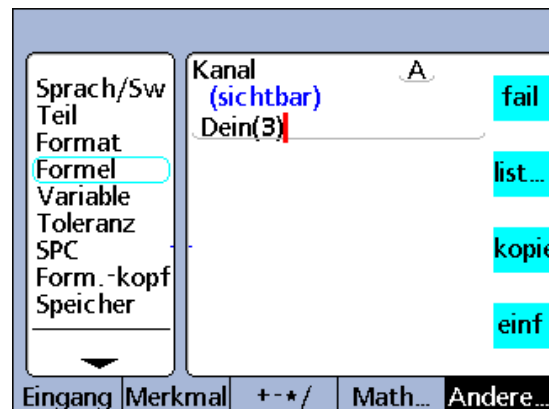 Sprach/Sw
Teil
Format
Formel
Variable
Toleranz
SPC
Form.-kopf
Speicher
Kanal A
(sichtbar)
Dein(3)
fail
list...
kopie
einf
Eingang Merkmal +-*/ Math... Andere...